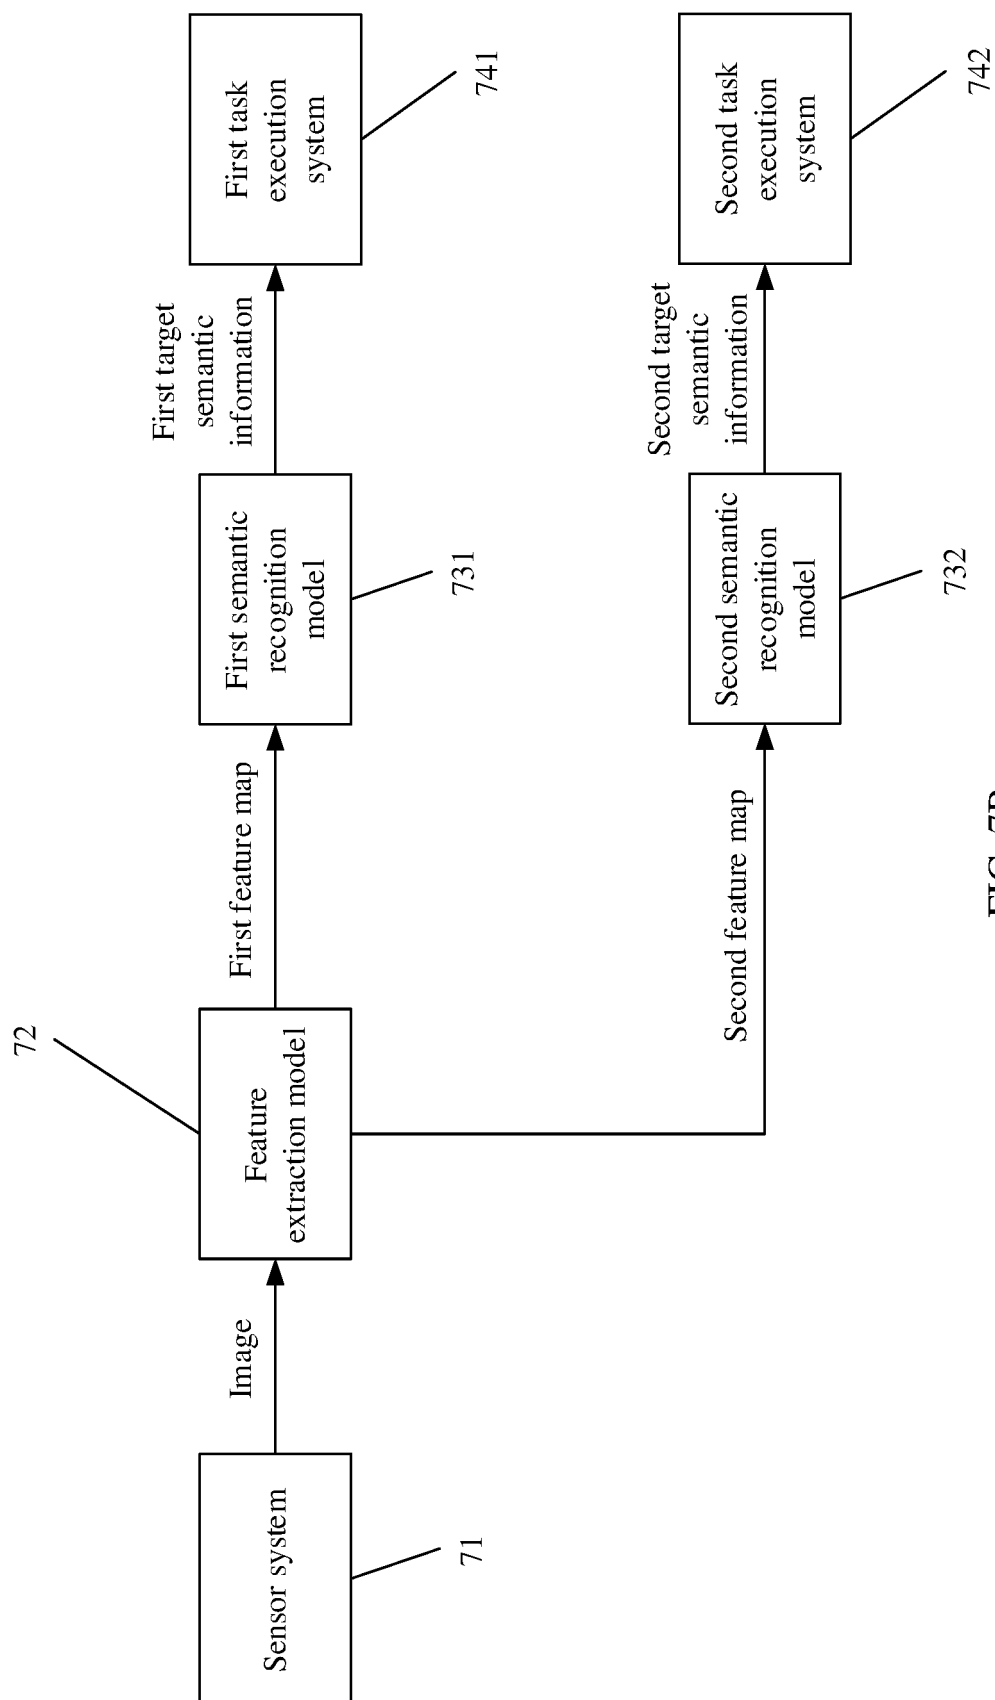 Sensor system
71
Image
Feature
extraction model
72
First feature map
First semantic
recognition
model
731
First target
semantic
information
First task
execution
system
741
Second feature map
Second semantic
recognition
model
732
Second target
semantic
information
Second task
execution
system
742